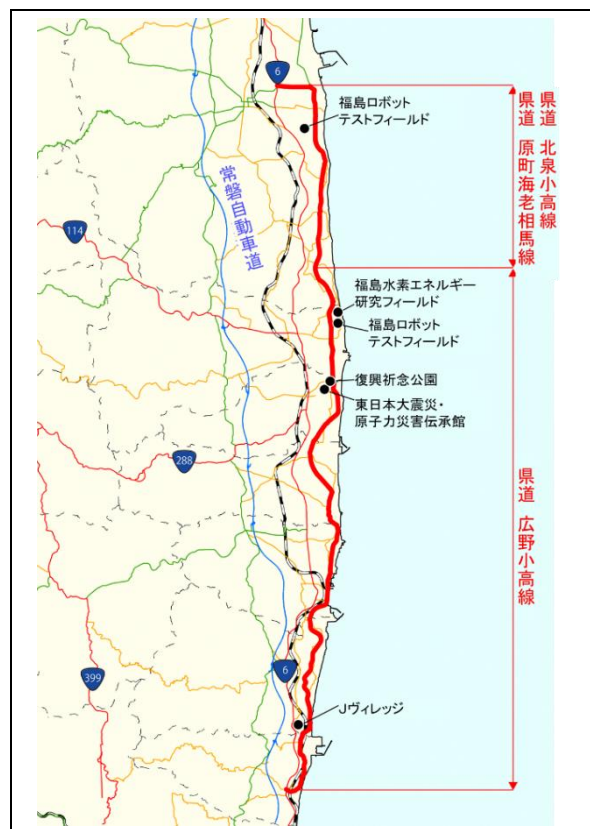 6
福島ロボット
テストフィールド
県道 北泉小高線
県道 原町海老相馬線
常磐自動車道
114
福島水素エネルギー
研究フィールド
福島ロボット
テストフィールド
復興祈念公園
東日本大震災・
原子力災害伝承館
288
県道 広野小高線
6
399
Jヴィレッジ